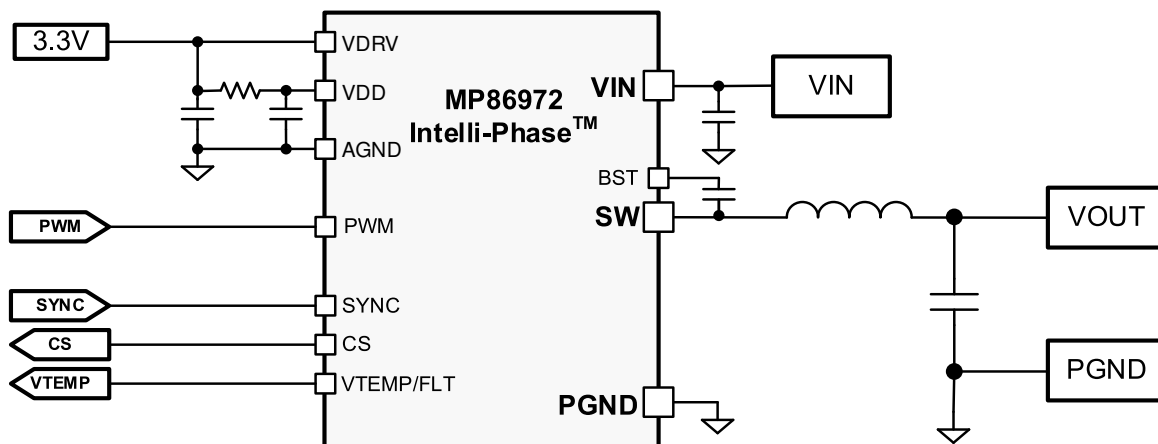 3.3V
VDRV
VDD
AGND
MP86972
Intelli-Phase™
VIN
VIN
BST
SW
VOUT
PWM
PWM
SYNC
SYNC
CS
CS
VTEMP
VTEMP/FLT
PGND
PGND